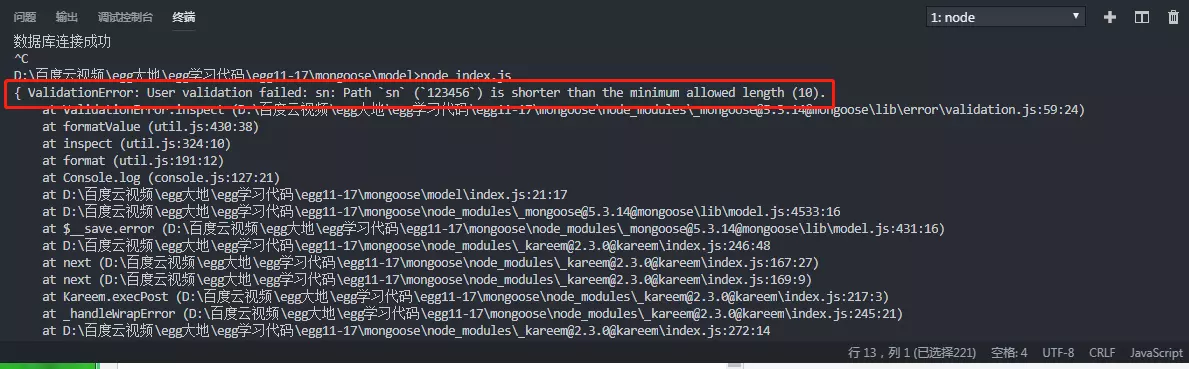 问题 输出 调试控制台 终端 1: node
数据库连接成功
^C
D:\百度云视频\egg大地\egg学习代码\egg11-17\mongoose\model>node index.js
{ ValidationError: User validation failed: sn: Path `sn` (`123456`) is shorter than the minimum allowed length (10).
at ValidationError.inspect (D:\百度云视频\egg大地\egg学习代码\egg11-17\mongoose\node_modules\_mongoose@5.3.14@mongoose\lib\error\validation.js:59:24)
at formatValue (util.js:430:38)
at inspect (util.js:324:10)
at format (util.js:191:12)
at Console.log (console.js:127:21)
at D:\百度云视频\egg大地\egg学习代码\egg11-17\mongoose\model\index.js:21:17
at D:\百度云视频\egg大地\egg学习代码\egg11-17\mongoose\node_modules\_mongoose@5.3.14@mongoose\lib\model.js:4533:16
at $__save.error (D:\百度云视频\egg大地\egg学习代码\egg11-17\mongoose\node_modules\_mongoose@5.3.14@mongoose\lib\model.js:431:16)
at D:\百度云视频\egg大地\egg学习代码\egg11-17\mongoose\node_modules\_kareem@2.3.0@kareem\index.js:246:48
at next (D:\百度云视频\egg大地\egg学习代码\egg11-17\mongoose\node_modules\_kareem@2.3.0@kareem\index.js:167:27)
at next (D:\百度云视频\egg大地\egg学习代码\egg11-17\mongoose\node_modules\_kareem@2.3.0@kareem\index.js:169:9)
at Kareem.execPost (D:\百度云视频\egg大地\egg学习代码\egg11-17\mongoose\node_modules\_kareem@2.3.0@kareem\index.js:217:3)
at _handleWrapError (D:\百度云视频\egg大地\egg学习代码\egg11-17\mongoose\node_modules\_kareem@2.3.0@kareem\index.js:245:21)
at D:\百度云视频\egg大地\egg学习代码\egg11-17\mongoose\node_modules\_kareem@2.3.0@kareem\index.js:272:14
行 13，列 1 (已选择221) 空格: 4 UTF-8 CRLF JavaScript